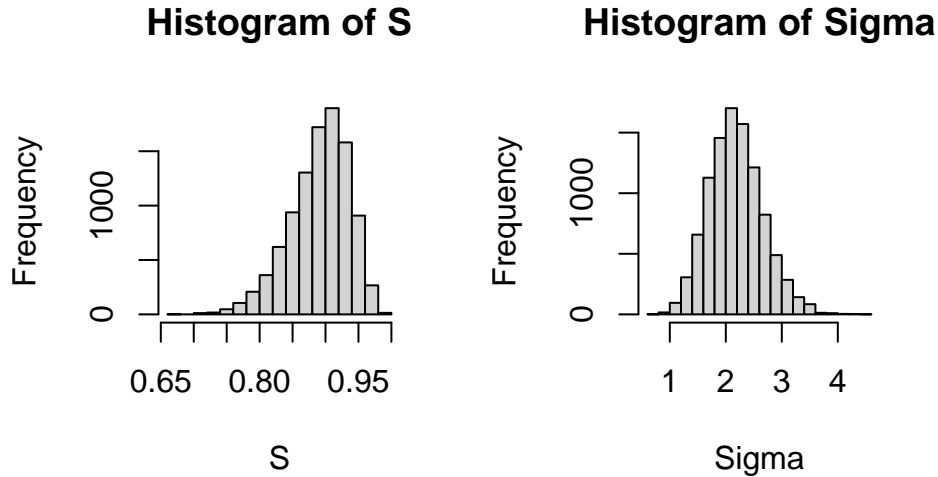 Histogram of S
Frequency
0
1000
0.65 0.80 0.95
S
Histogram of Sigma
Frequency
0
1000
1 2 3 4
Sigma